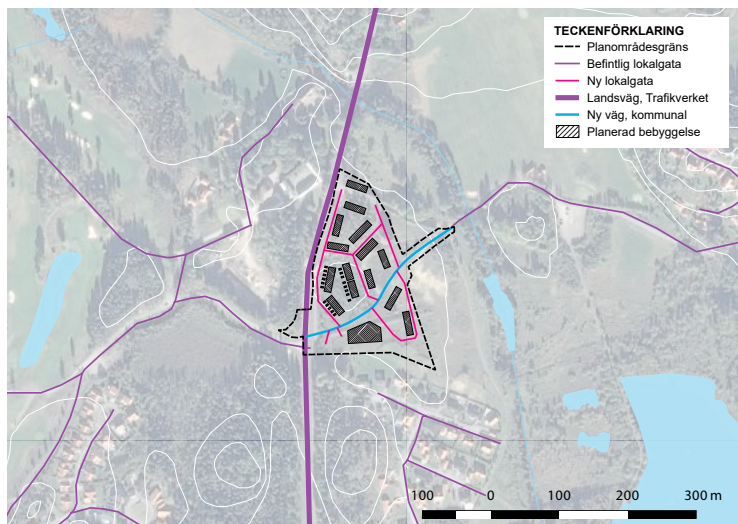 TECKENFÖRKLARING
Planområdesgräns
Befintlig lokalgata
Ny lokalgata
Landsväg, Trafikverket
Ny väg, kommunal
Planerad bebyggelse
100 0 100 200 300 m